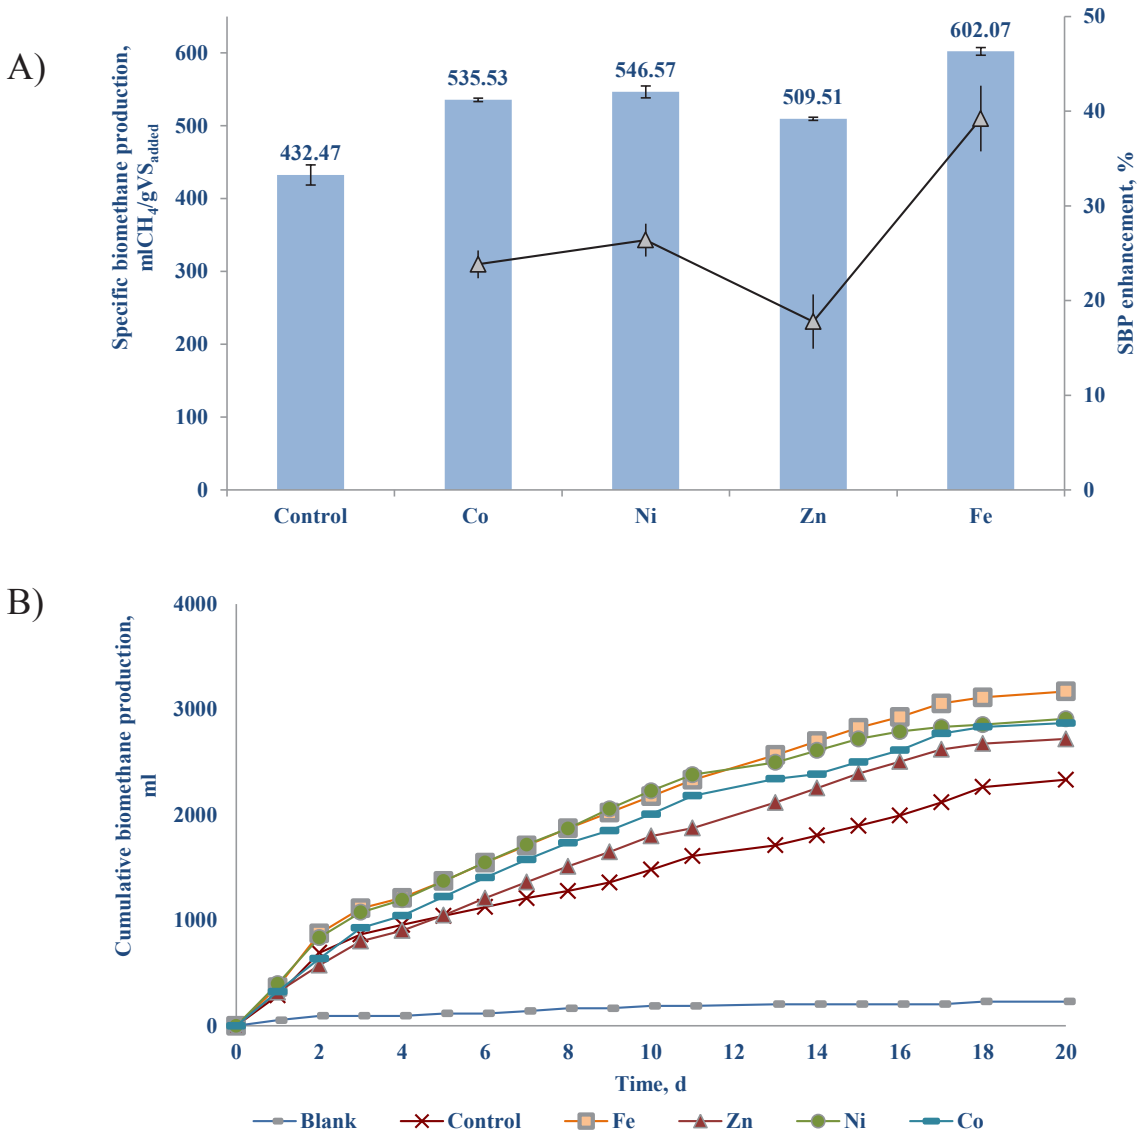 A)
Specific biomethane production,
mlCH4/gVSadded
600
500
400
300
200
100
0
432.47
535.53
546.57
509.51
602.07
50
40
30
20
10
0
SBP enhancement, %
Control Co Ni Zn Fe
B)
Cumulative biomethane production,
ml
4000
3000
2000
1000
0
0 2 4 6 8 10 12 14 16 18 20
Time, d
Blank Control Fe Zn Ni Co